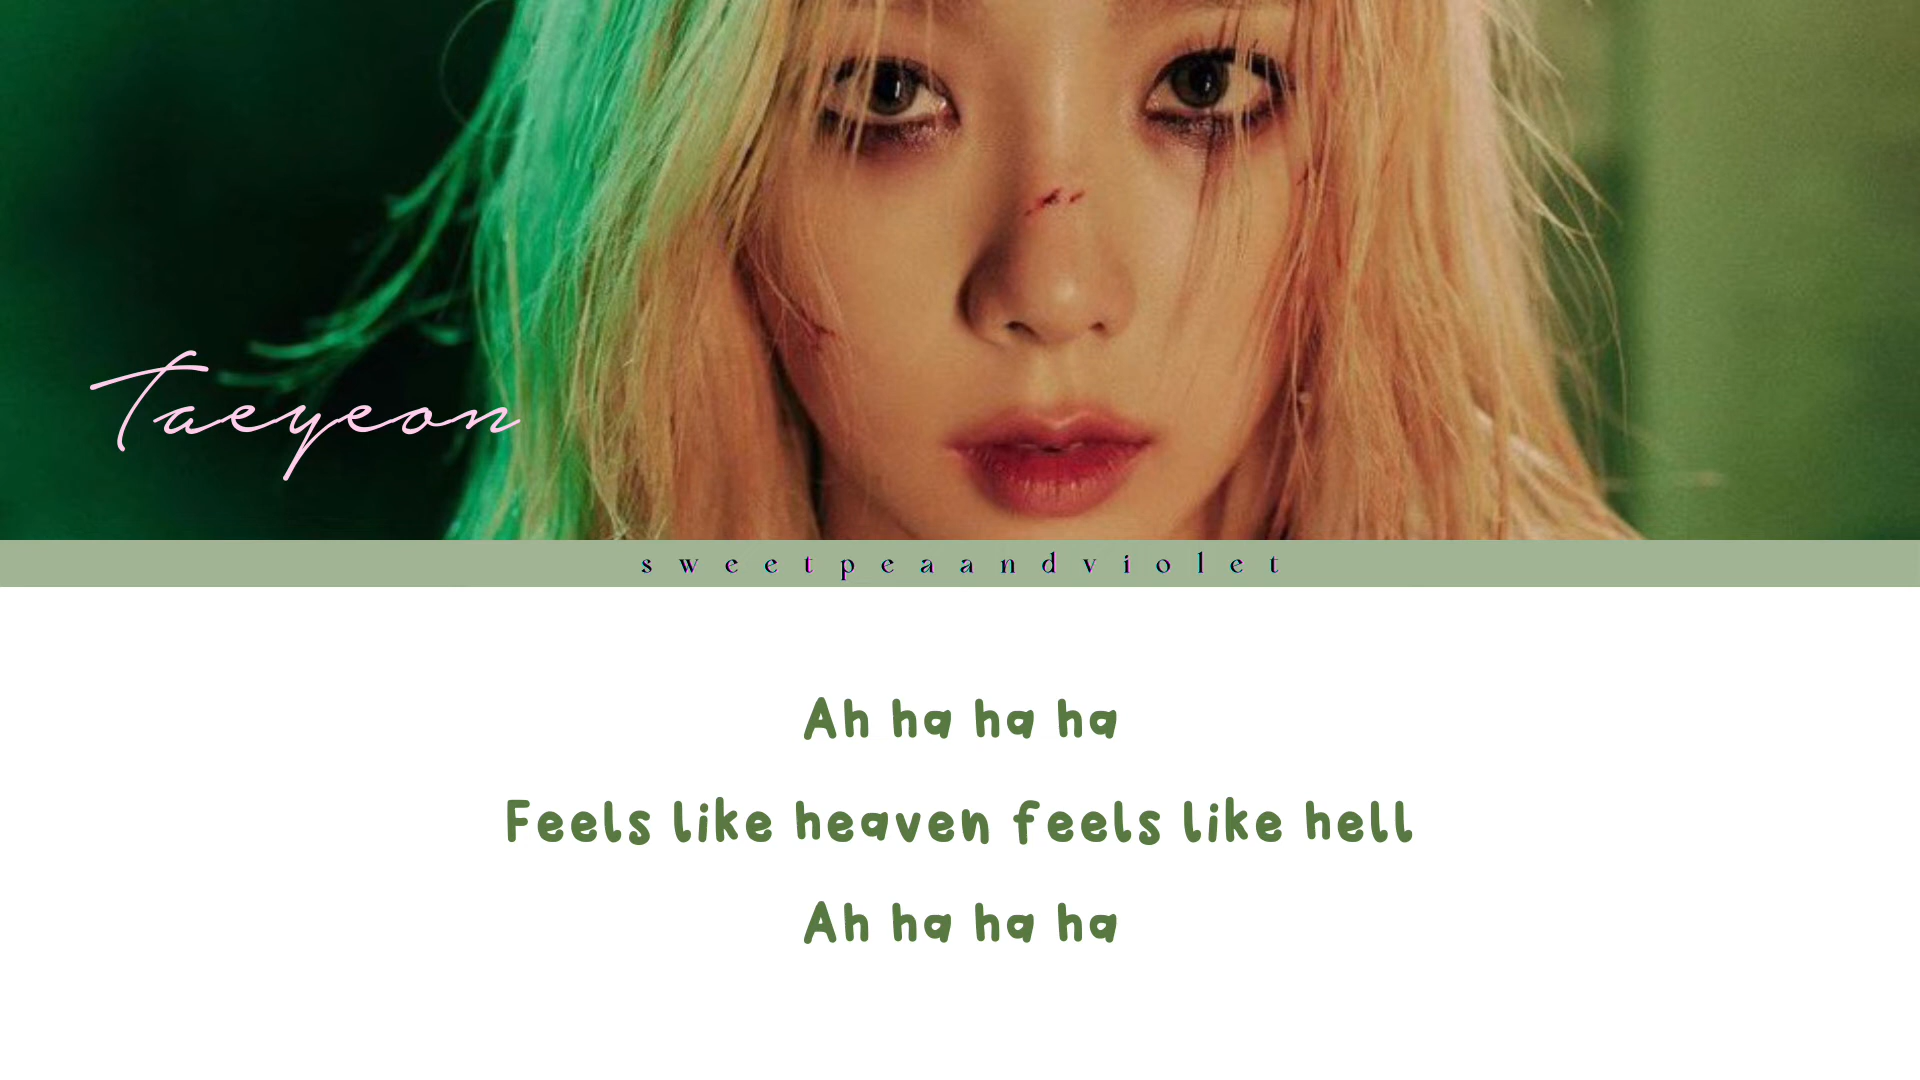 Taeyeon
sweetpeaandviolet
Ah ha ha ha
Feels like heaven feels like hell
Ah ha ha ha